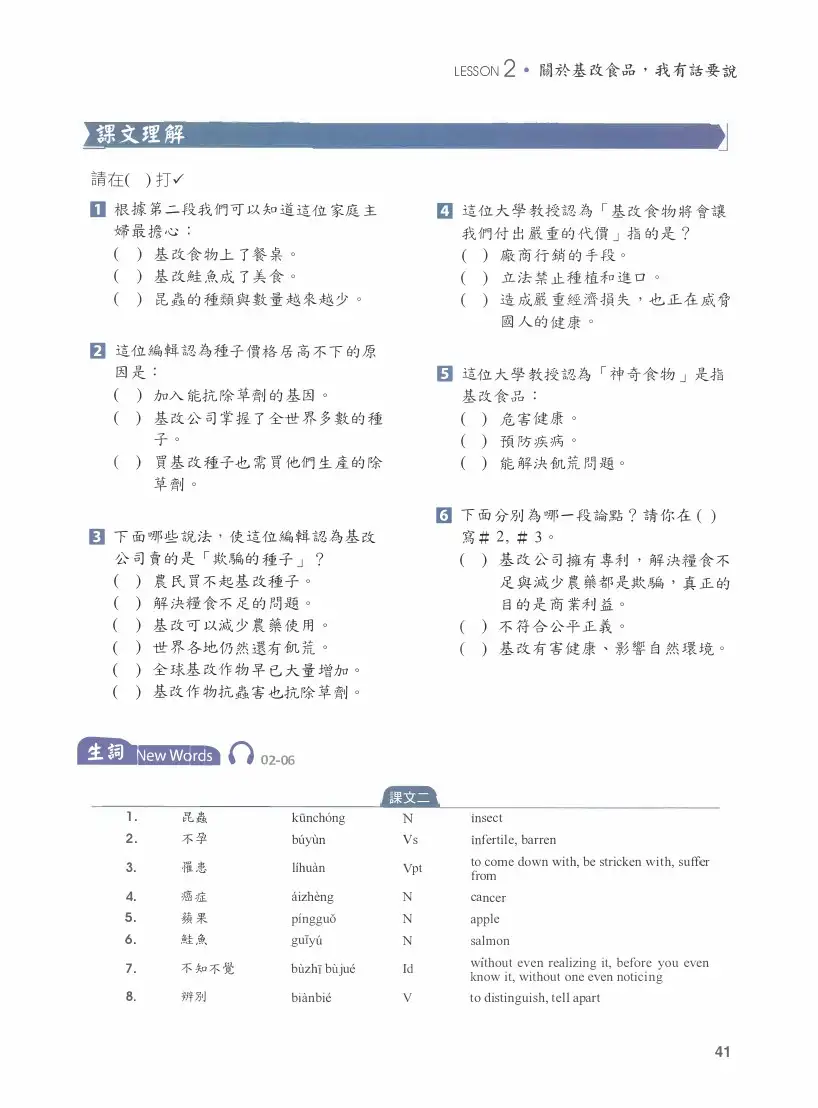 LESSON 2 • 關於基改食品，我有話要說
課文理解
請在(　)打✓
1 根據第二段我們可以知道這位家庭主
婦最擔心：
(　) 基改食物上了餐桌。
(　) 基改鮭魚成了美食。
(　) 昆蟲的種類與數量越來越少。
2 這位編輯認為種子價格居高不下的原
因是：
(　) 加入能抗除草劑的基因。
(　) 基改公司掌握了全世界多數的種
子。
(　) 買基改種子也需買他們生產的除
草劑。
3 下面哪些說法，使這位編輯認為基改
公司賣的是「欺騙的種子」？
(　) 農民買不起基改種子。
(　) 解決糧食不足的問題。
(　) 基改可以減少農藥使用。
(　) 世界各地仍然還有飢荒。
(　) 全球基改作物早已大量增加。
(　) 基改作物抗蟲害也抗除草劑。
4 這位大學教授認為「基改食物將會讓
我們付出嚴重的代價」指的是？
(　) 廠商行銷的手段。
(　) 立法禁止種植和進口。
(　) 造成嚴重經濟損失，也正在威脅
國人的健康。
5 這位大學教授認為「神奇食物」是指
基改食品：
(　) 危害健康。
(　) 預防疾病。
(　) 能解決飢荒問題。
6 下面分別為哪一段論點？請你在 (　)
寫# 2, # 3。
(　) 基改公司擁有專利，解決糧食不
足與減少農藥都是欺騙，真正的
目的是商業利益。
(　) 不符合公平正義。
(　) 基改有害健康、影響自然環境。
生詞 New Words 02-06
課文二
1. 昆蟲 kūnchóng N insect
2. 不孕 búyùn Vs infertile, barren
3. 罹患 líhuàn Vpt to come down with, be stricken with, suffer
from
4. 癌症 áizhèng N cancer
5. 蘋果 píngguǒ N apple
6. 鮭魚 guīyú N salmon
7. 不知不覺 bùzhī bùjué Id without even realizing it, before you even
know it, without one even noticing
8. 辨別 biànbié V to distinguish, tell apart
41